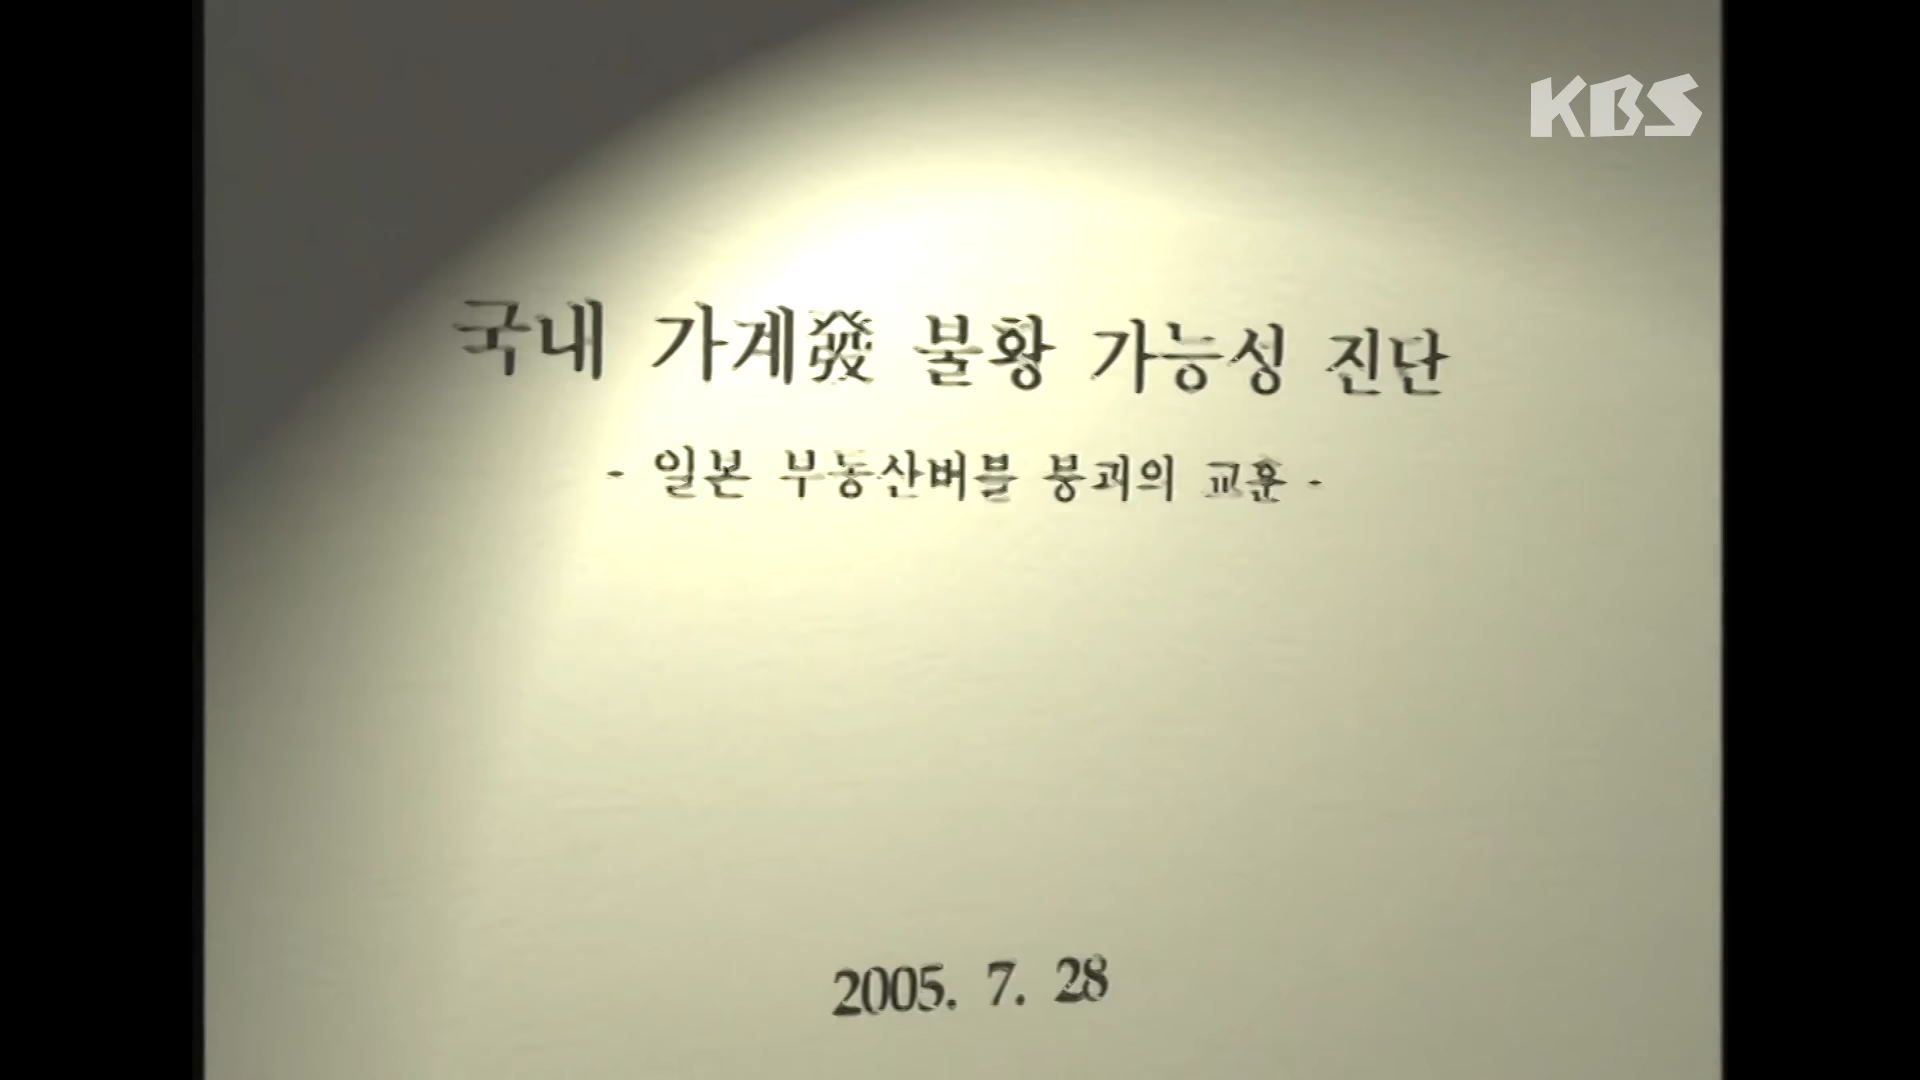 KBS
국내 가계發 불황 가능성 진단
- 일본 부동산버블 붕괴의 교훈 -
2005. 7. 28